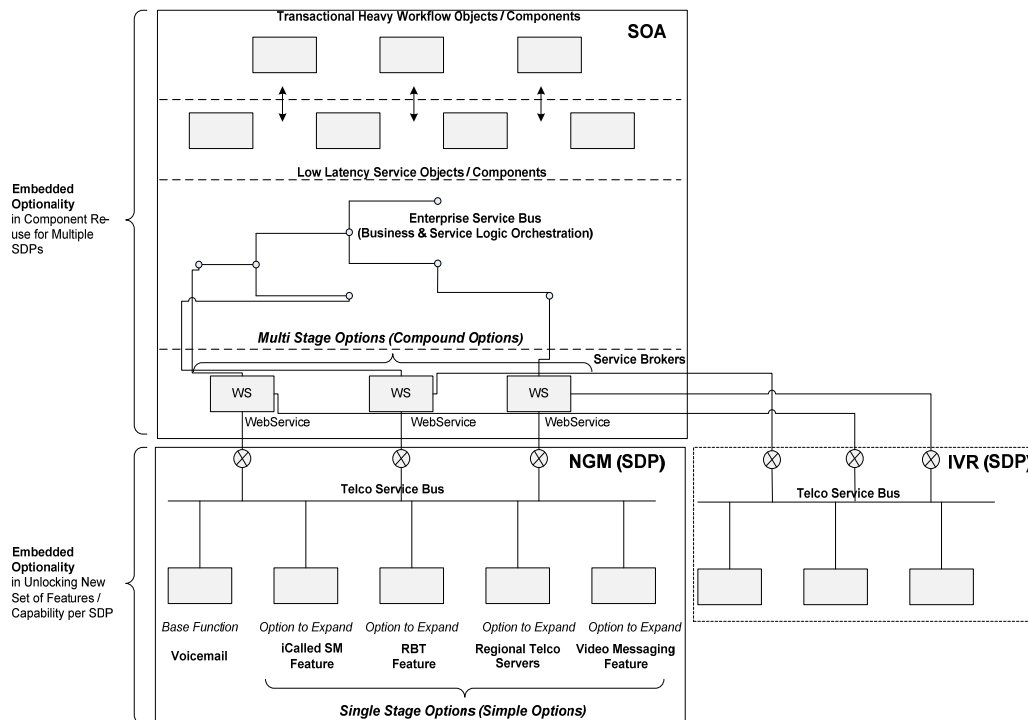 Transactional Heavy Workflow Objects / Components
SOA
Low Latency Service Objects / Components
Embedded
Optionality
in Component Re-
use for Multiple
SDPs
Enterprise Service Bus
(Business & Service Logic Orchestration)
Multi Stage Options (Compound Options)
Service Brokers
WS
WS
WS
WebService
WebService
WebService
NGM (SDP)
IVR (SDP)
Telco Service Bus
Telco Service Bus
Embedded
Optionality
in Unlocking New
Set of Features /
Capability per SDP
Base Function
Option to Expand
Option to Expand
Option to Expand
Option to Expand
Voicemail
iCalled SM
Feature
RBT
Feature
Regional Telco
Servers
Video Messaging
Feature
Single Stage Options (Simple Options)